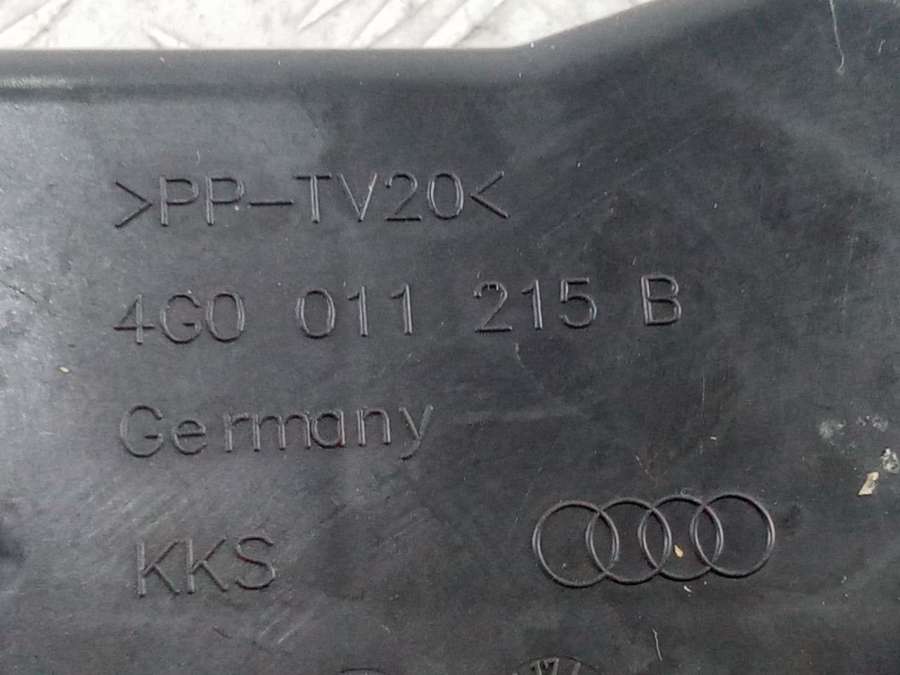 >PP-TV20<
4G0 011 215 B
Germany
KKS